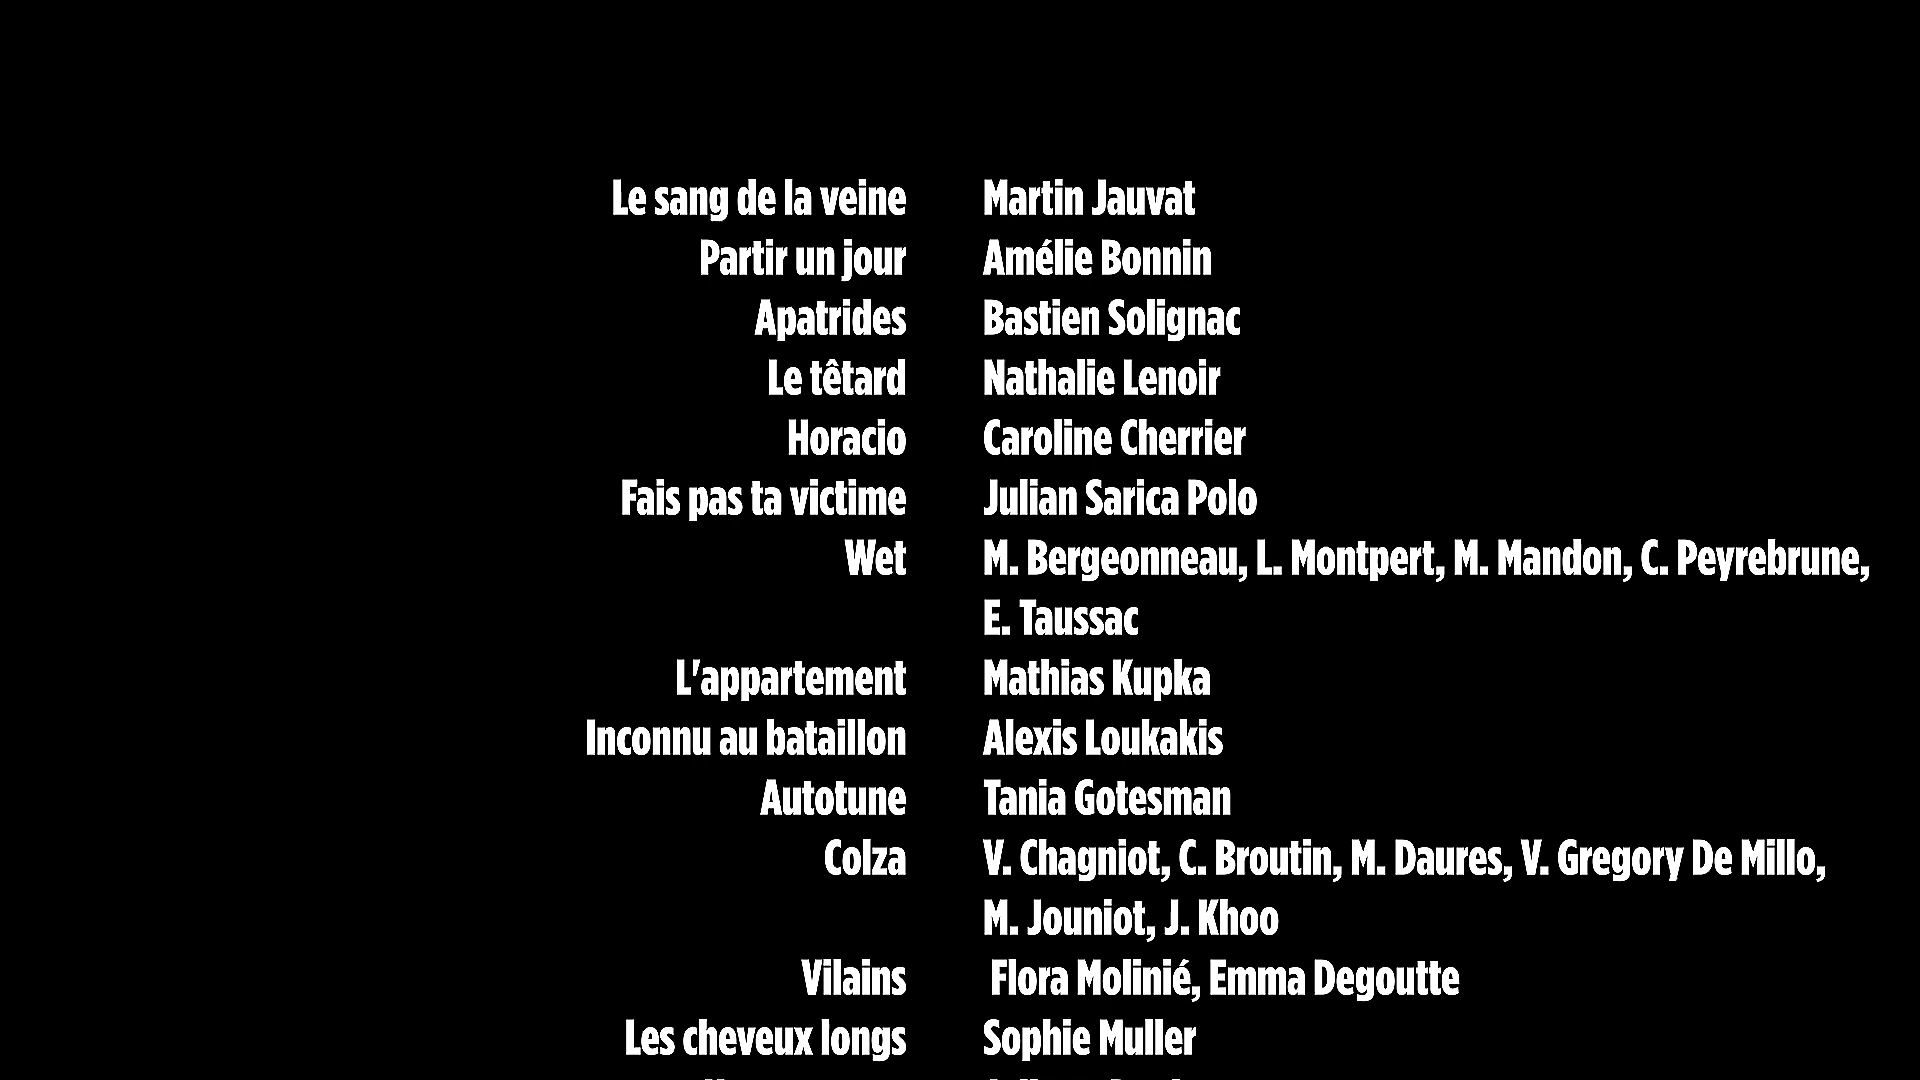 Le sang de la veine Martin Jauvat
Partir un jour Amélie Bonnin
Apatrides Bastien Solignac
Le têtard Nathalie Lenoir
Horacio Caroline Cherrier
Fais pas ta victime Julian Sarica Polo
Wet M. Bergeonneau, L. Montpert, M. Mandon, C. Peyrebrune,
E. Taussac
L'appartement Mathias Kupka
Inconnu au bataillon Alexis Loukakis
Autotune Tania Gotesman
Colza V. Chagniot, C. Broutin, M. Daures, V. Gregory De Millo,
M. Jouniot, J. Khoo
Vilains Flora Molinié, Emma Degoutte
Les cheveux longs Sophie Muller